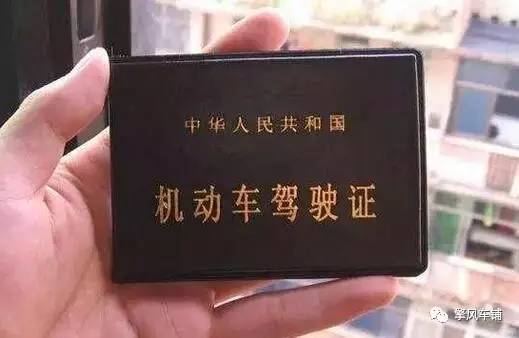 中华人民共和国
机动车驾驶证
擎风车铺